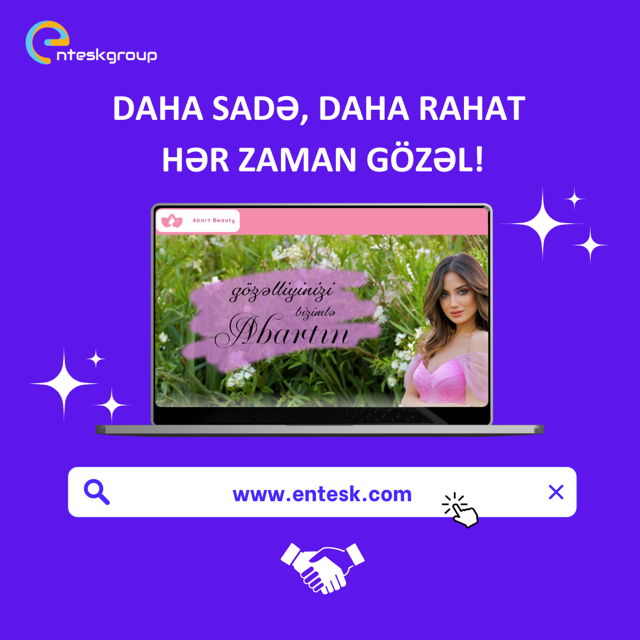 enteskgroup
DAHA SADƏ, DAHA RAHAT
HƏR ZAMAN GÖZƏL!
Abart Beauty
gözəlliyinizi
bizimlə
Abartın
www.entesk.com